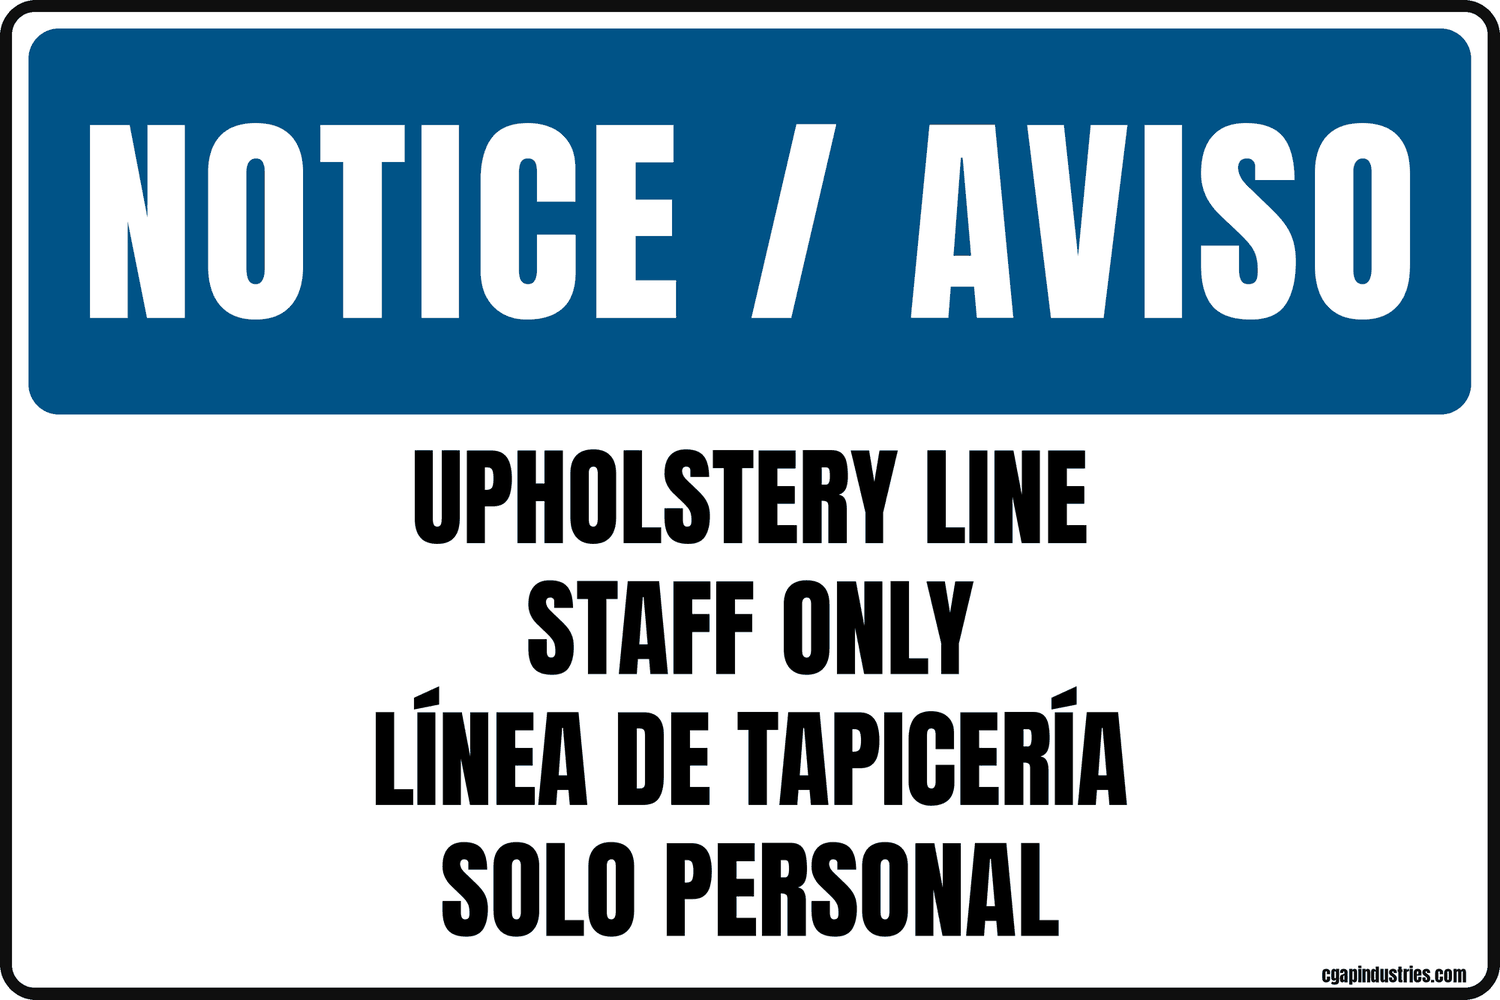 NOTICE / AVISO
UPHOLSTERY LINE
STAFF ONLY
LÍNEA DE TAPICERÍA
SOLO PERSONAL
cgapindustries.com